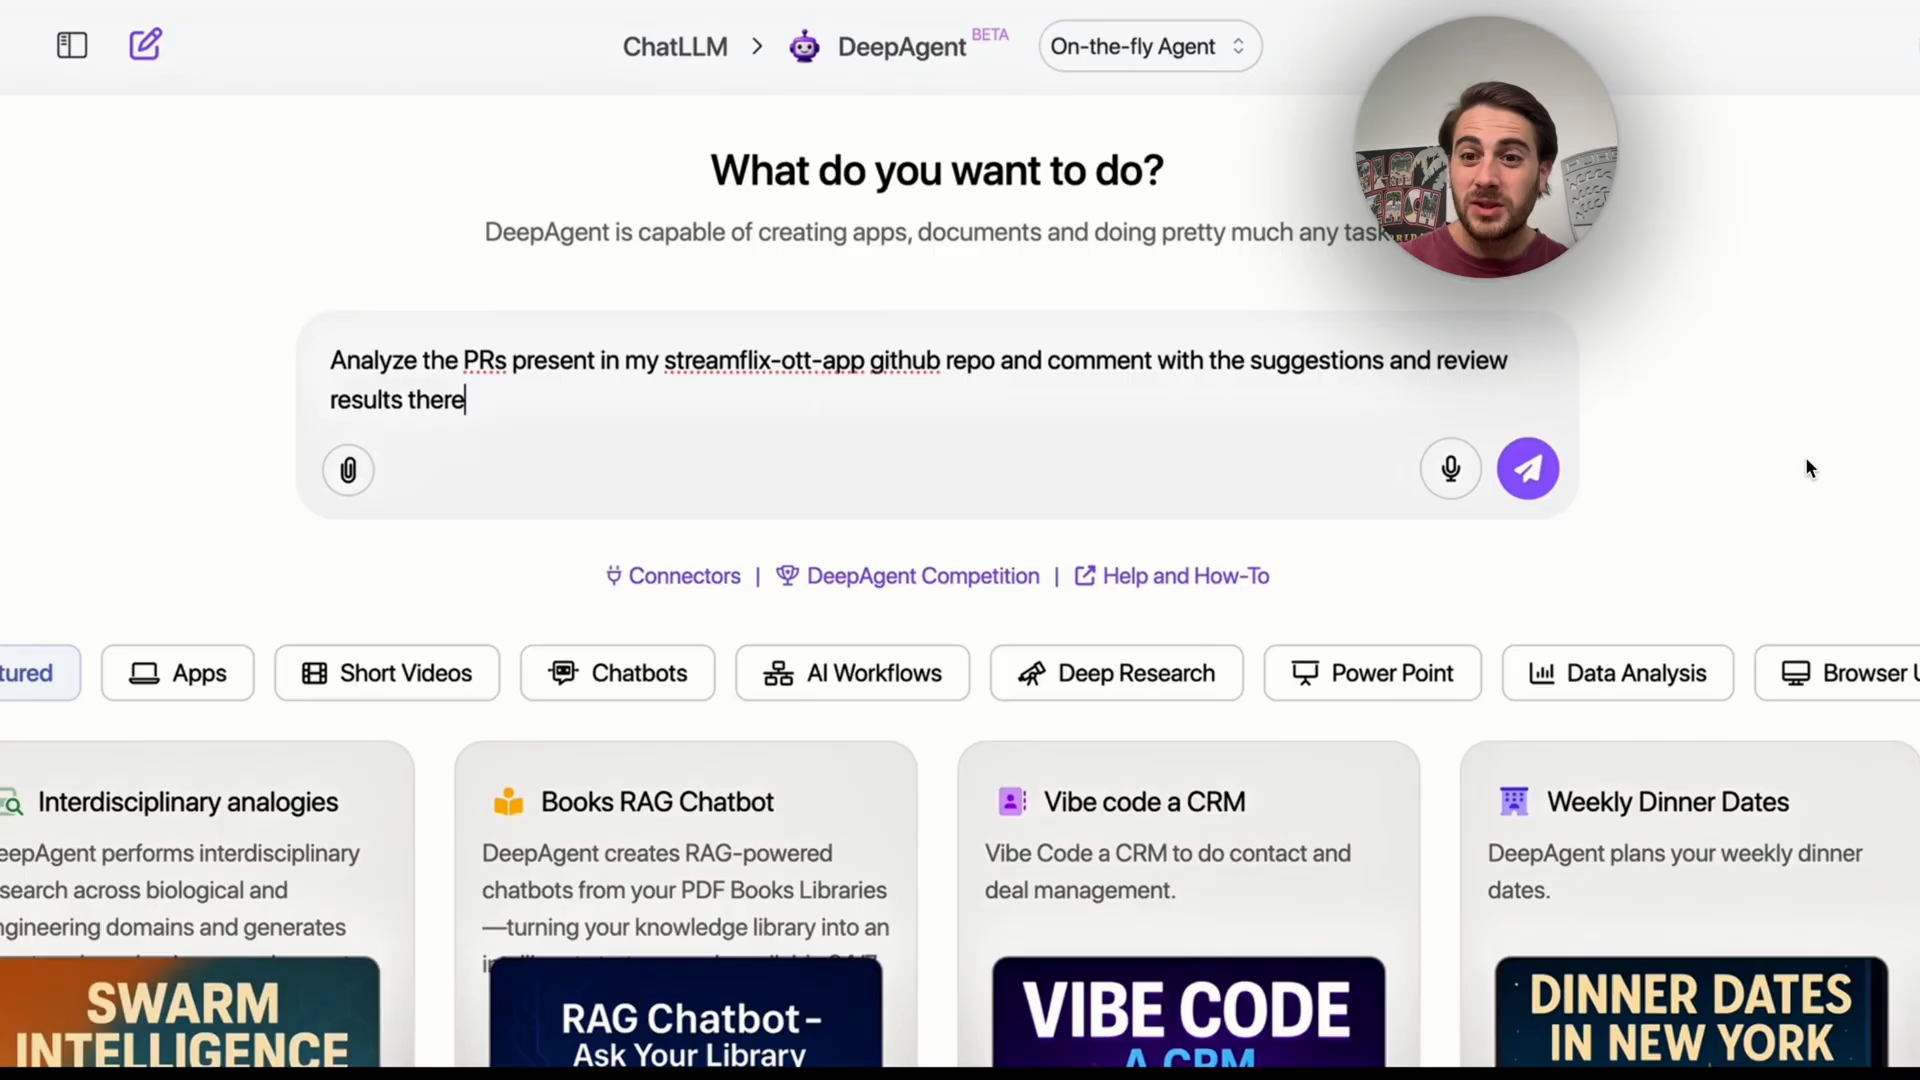 ChatLLM > DeepAgent BETA On-the-fly Agent
What do you want to do?
DeepAgent is capable of creating apps, documents and doing pretty much any task
Analyze the PRs present in my streamflix-ott-app github repo and comment with the suggestions and review
results there
Connectors | DeepAgent Competition | Help and How-To
tured
Apps
Short Videos
Chatbots
AI Workflows
Deep Research
Power Point
Data Analysis
Browser U
Interdisciplinary analogies
eepAgent performs interdisciplinary
search across biological and
ngineering domains and generates
SWARM
INTELLIGENCE
Books RAG Chatbot
DeepAgent creates RAG-powered
chatbots from your PDF Books Libraries
—turning your knowledge library into an
RAG Chatbot -
Ask Your Library
Vibe code a CRM
Vibe Code a CRM to do contact and
deal management.
VIBE CODE
A CRM
Weekly Dinner Dates
DeepAgent plans your weekly dinner
dates.
DINNER DATES
IN NEW YORK